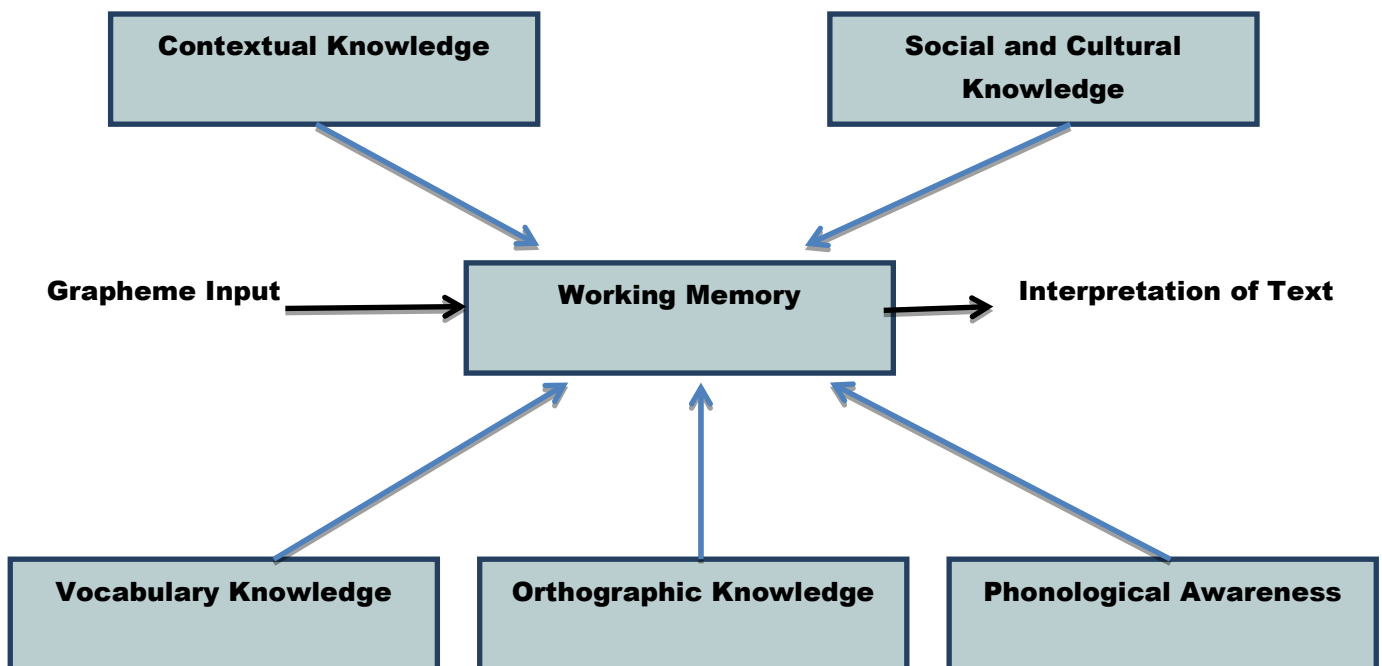 Contextual Knowledge
Social and Cultural
Knowledge
Grapheme Input
Working Memory
Interpretation of Text
Vocabulary Knowledge
Orthographic Knowledge
Phonological Awareness